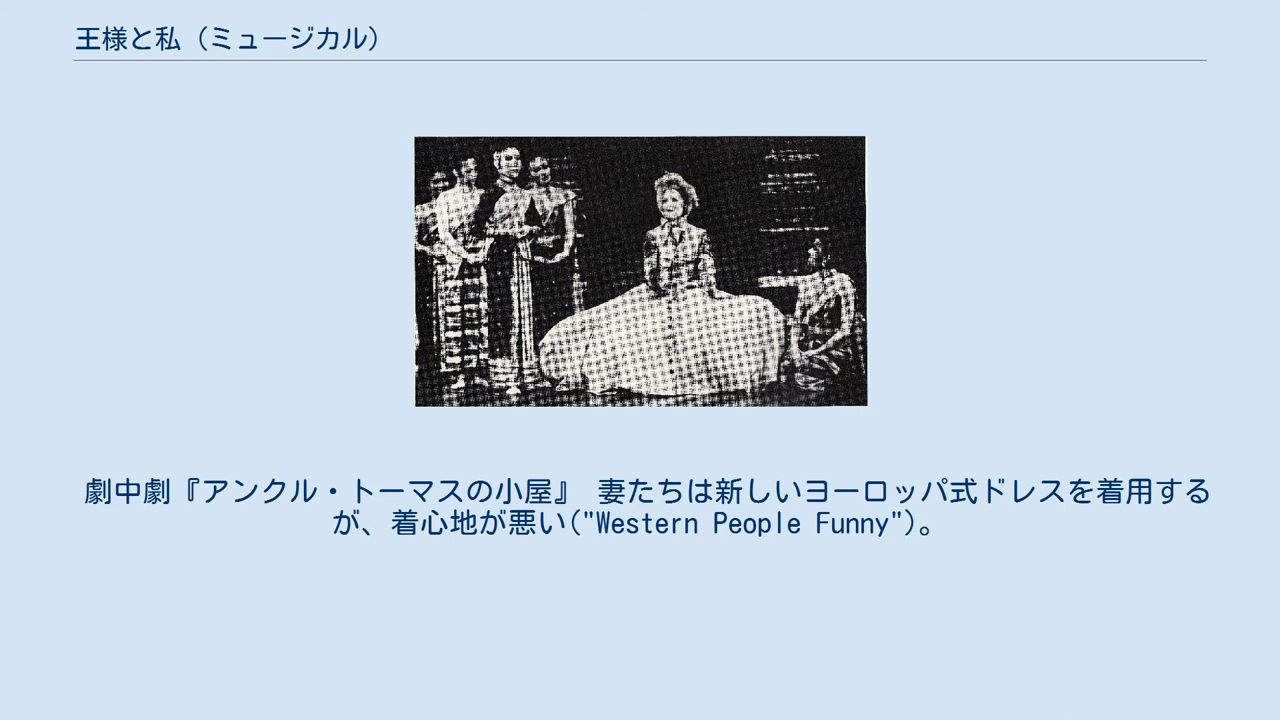 王様と私（ミュージカル）
劇中劇『アンクル・トーマスの小屋』 妻たちは新しいヨーロッパ式ドレスを着用する
が、着心地が悪い("Western People Funny")。